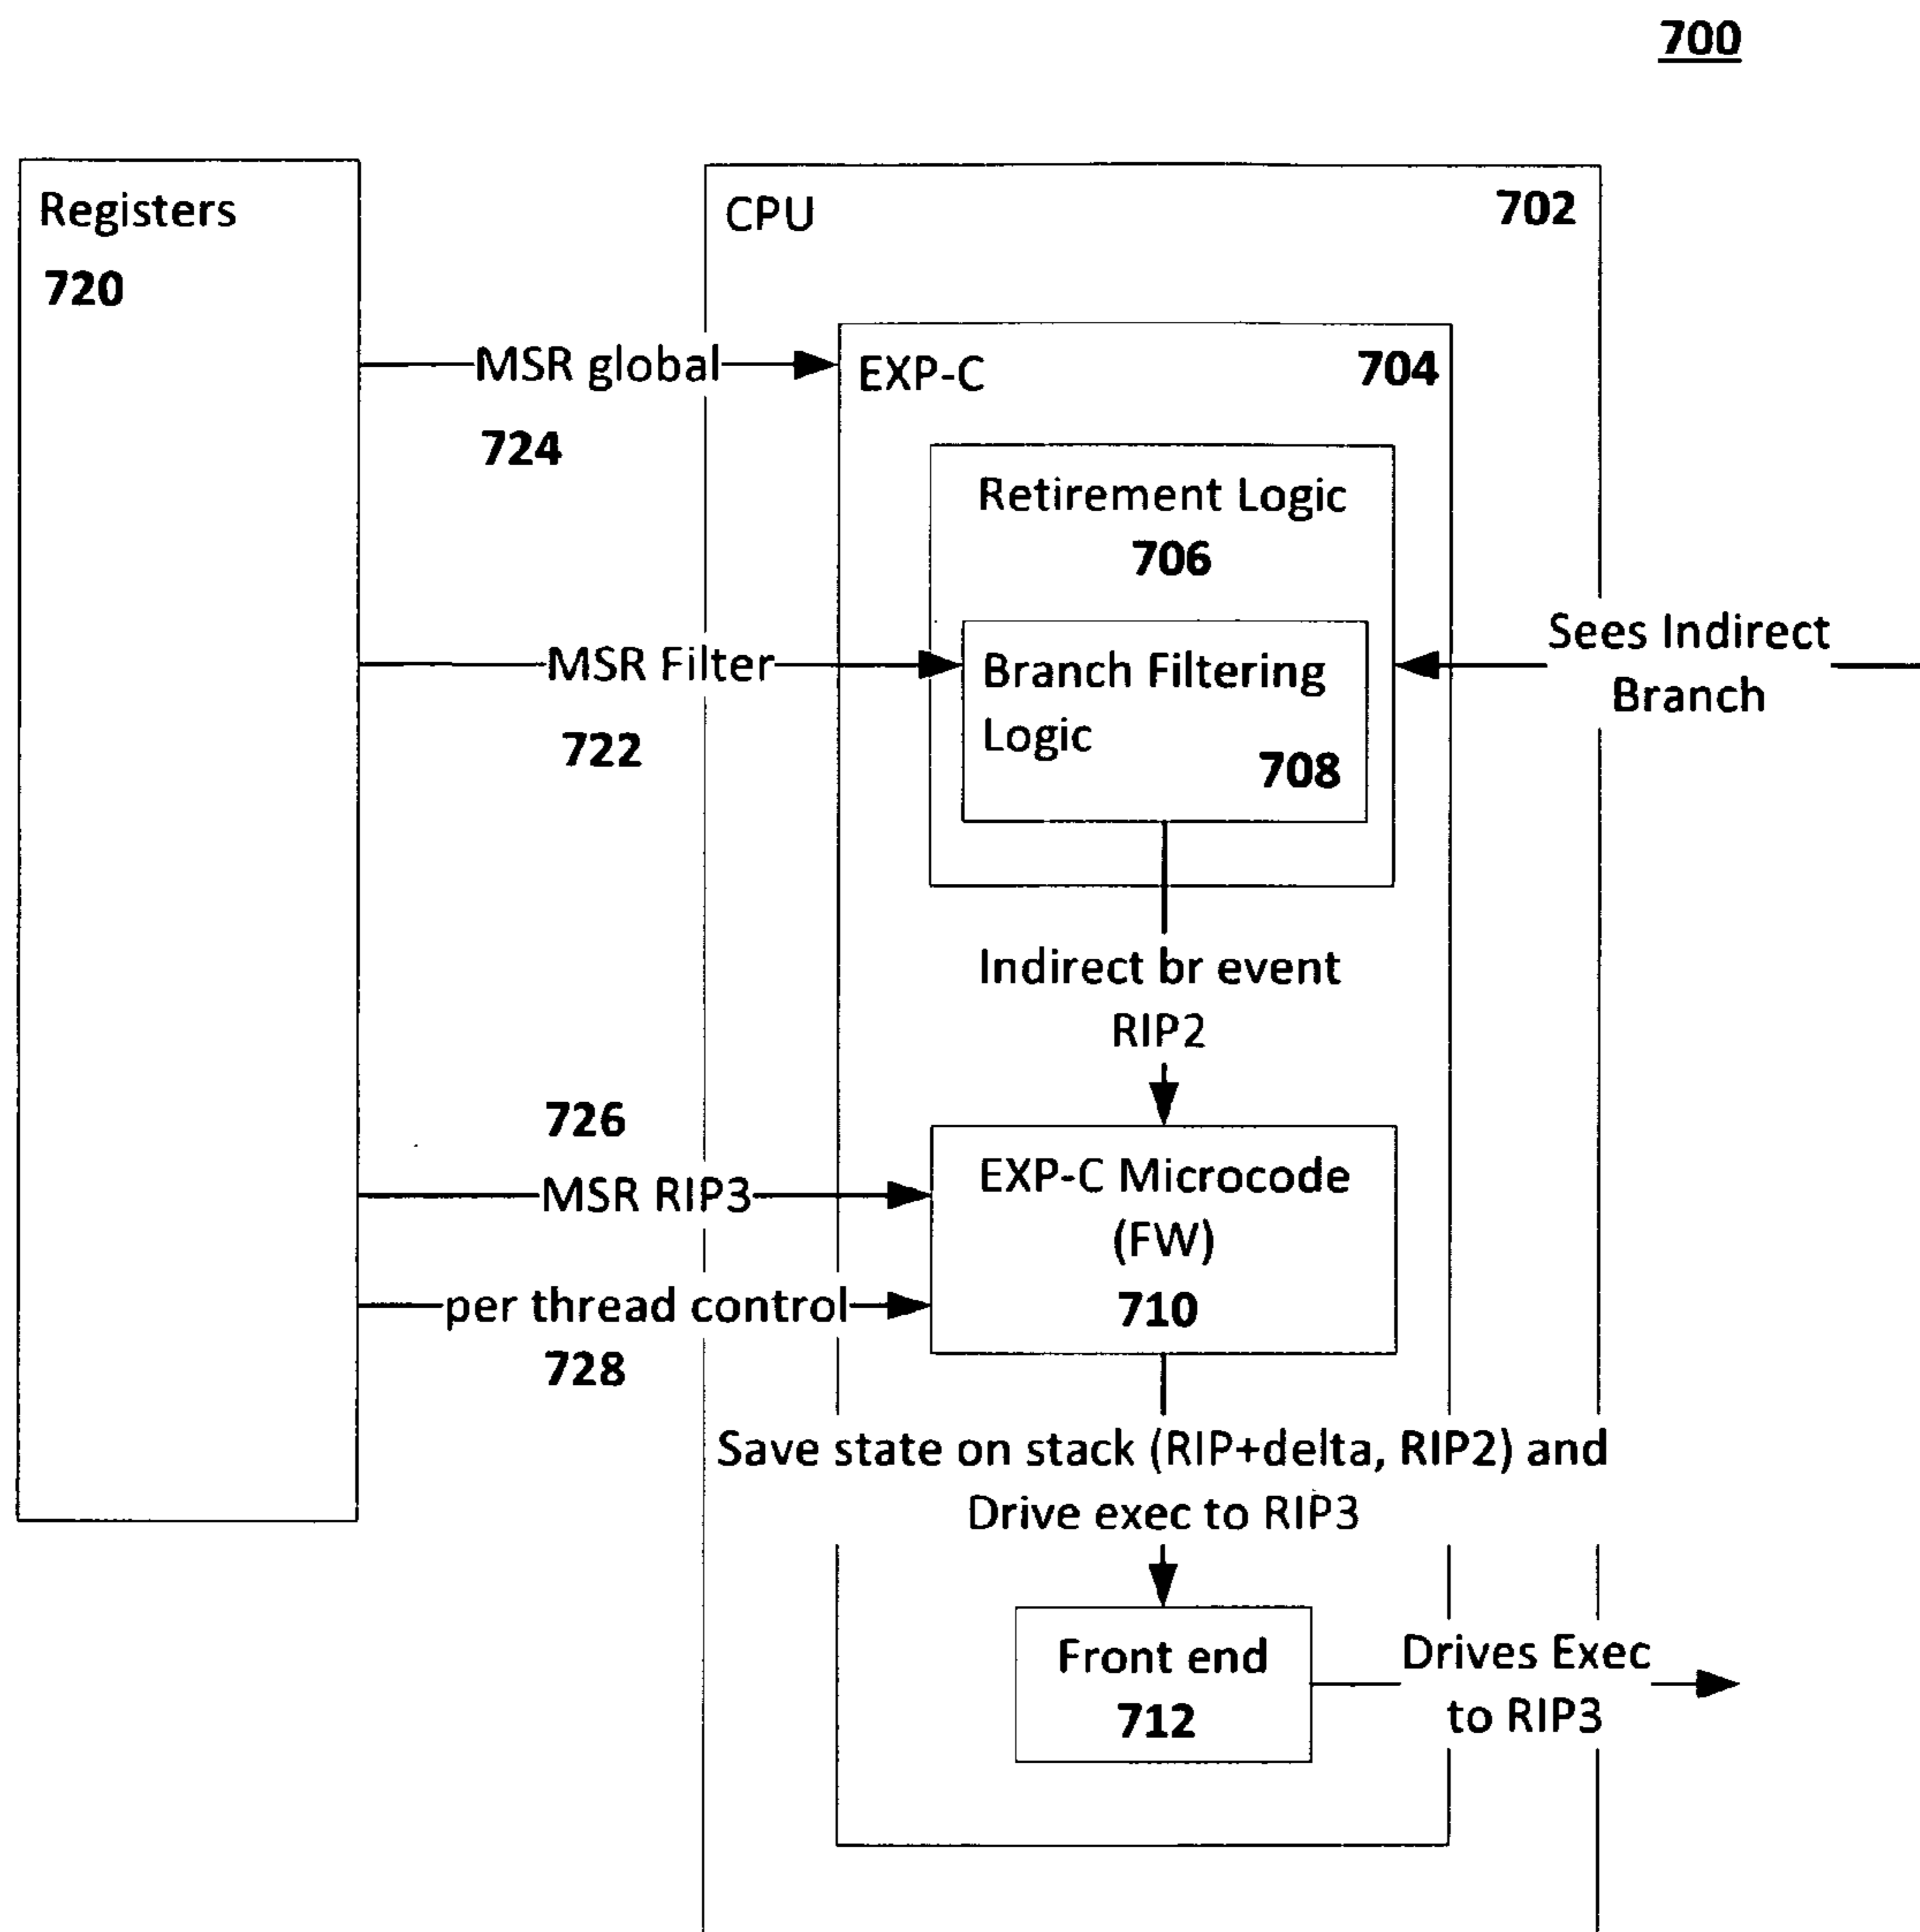 700
Registers
720
CPU
702
MSR global
724
EXP-C
704
Retirement Logic
706
MSR Filter
722
Branch Filtering
Logic
708
Sees Indirect
Branch
Indirect br event
RIP2
726
MSR RIP3
EXP-C Microcode
(FW)
710
per thread control
728
Save state on stack (RIP+delta, RIP2) and
Drive exec to RIP3
Front end
712
Drives Exec
to RIP3